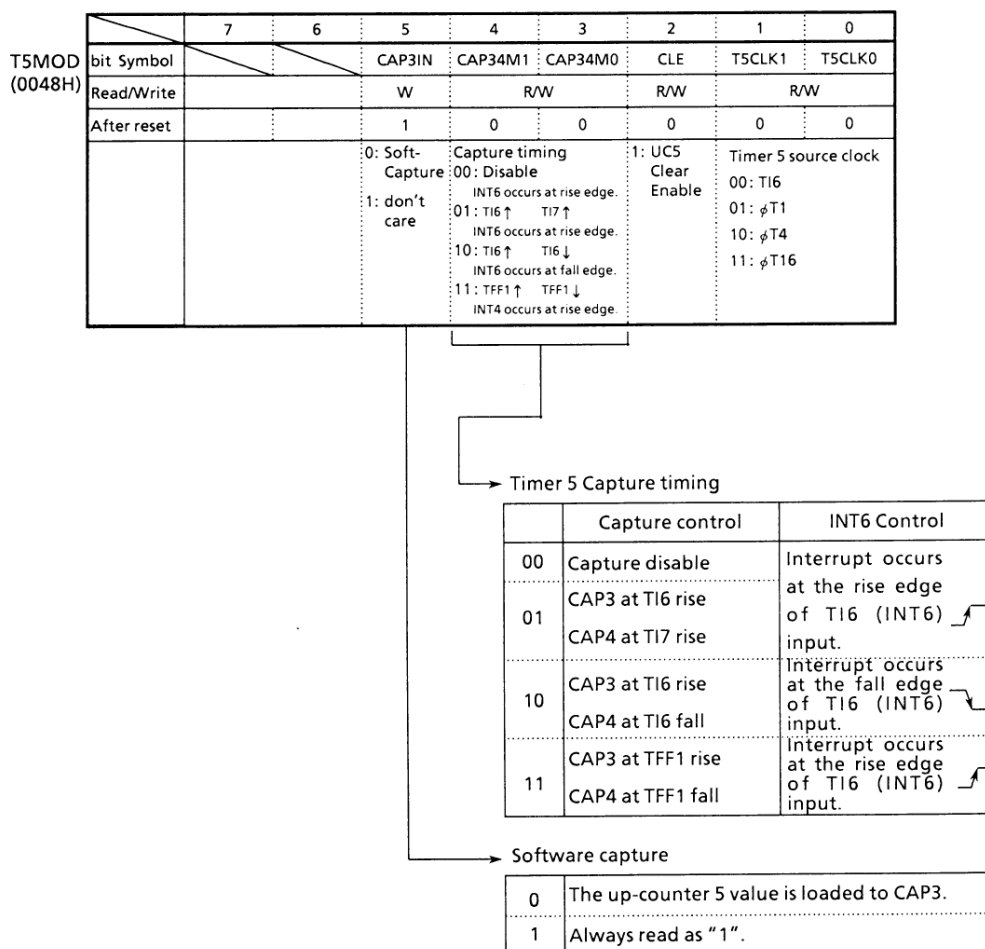 7 6 5 4 3 2 1 0
T5MOD bit Symbol CAP3IN CAP34M1 CAP34M0 CLE T5CLK1 T5CLK0
(0048H) Read/Write W R/W R/W R/W
After reset 1 0 0 0 0 0
0: Soft-
Capture
1: don't
care
Capture timing
00: Disable
INT6 occurs at rise edge.
01: TI6↑ TI7↑
INT6 occurs at rise edge.
10: TI6↑ TI6↓
INT6 occurs at fall edge.
11: TFF1↑ TFF1↓
INT4 occurs at rise edge.
1: UC5
Clear
Enable
Timer 5 source clock
00: TI6
01: ϕT1
10: ϕT4
11: ϕT16
Timer 5 Capture timing
Capture control INT6 Control
00 Capture disable
01 CAP3 at TI6 rise
CAP4 at TI7 rise
Interrupt occurs
at the rise edge
of TI6 (INT6)
input.
10 CAP3 at TI6 rise
CAP4 at TI6 fall
Interrupt occurs
at the fall edge
of TI6 (INT6)
input.
11 CAP3 at TFF1 rise
CAP4 at TFF1 fall
Interrupt occurs
at the rise edge
of TI6 (INT6)
input.
Software capture
0 The up-counter 5 value is loaded to CAP3.
1 Always read as "1".